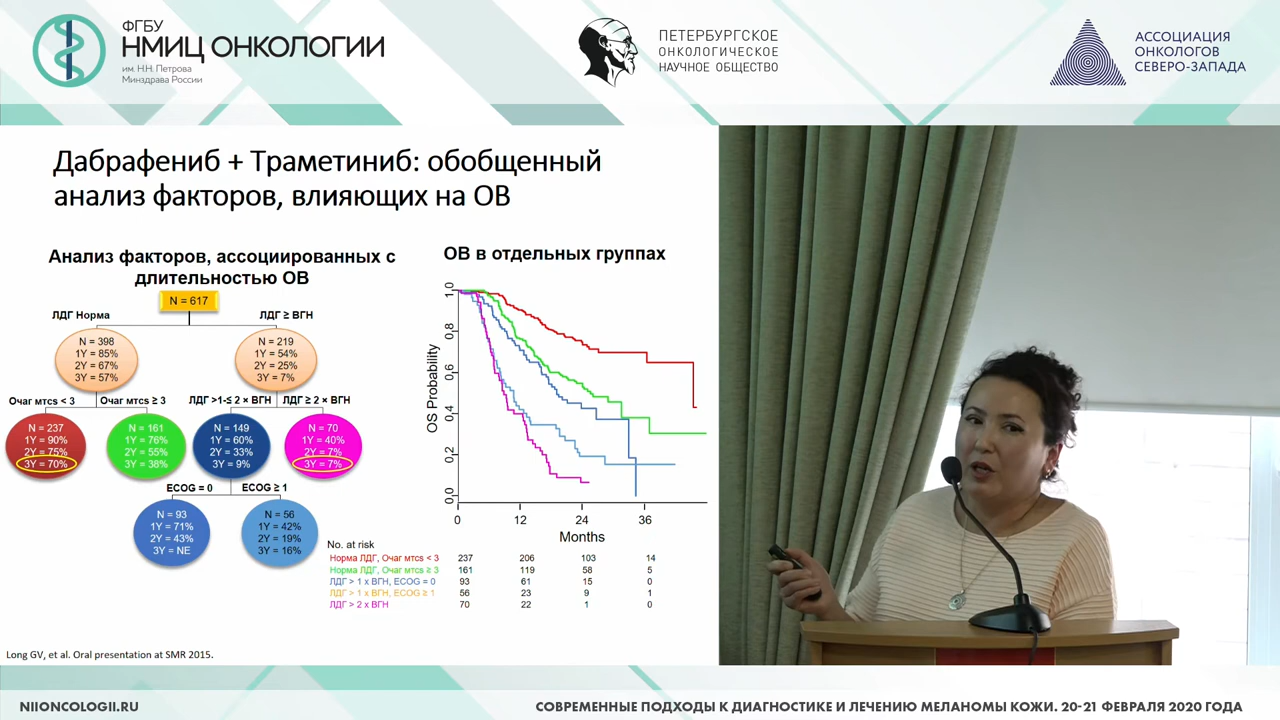 ФГБУ
НМИЦ ОНКОЛОГИИ
им. Н.Н. Петрова
Минздрава России
ПЕТЕРБУРГСКОЕ
ОНКОЛОГИЧЕСКОЕ
НАУЧНОЕ ОБЩЕСТВО
АССОЦИАЦИЯ
ОНКОЛОГОВ
СЕВЕРО-ЗАПАДА
Дабрафениб + Траметиниб: обобщенный
анализ факторов, влияющих на ОВ
Анализ факторов, ассоциированных с
длительностью ОВ
N = 617
ЛДГ Норма
ЛДГ ≥ ВГН
N = 398
1Y = 85%
2Y = 67%
3Y = 57%
N = 219
1Y = 54%
2Y = 25%
3Y = 7%
Очаг мтсs < 3
Очаг мтсs ≥ 3
ЛДГ >1-≤ 2 × ВГН
ЛДГ ≥ 2 × ВГН
N = 237
1Y = 90%
2Y = 75%
3Y = 70%
N = 161
1Y = 76%
2Y = 55%
3Y = 38%
N = 149
1Y = 60%
2Y = 33%
3Y = 9%
N = 70
1Y = 40%
2Y = 7%
3Y = 7%
ECOG = 0
ECOG ≥ 1
N = 93
1Y = 71%
2Y = 43%
3Y = NE
N = 56
1Y = 42%
2Y = 19%
3Y = 16%
ОВ в отдельных группах
OS Probability
1.0
0.8
0.6
0.4
0.2
0.0
0 12 24 36
Months
No. at risk
Норма ЛДГ, Очаг мтсs < 3 237 206 103 14
Норма ЛДГ, Очаг мтсs ≥ 3 161 119 58 5
ЛДГ > 1 x ВГН, ECOG = 0 93 61 15 0
ЛДГ > 1 x ВГН, ECOG ≥ 1 56 23 9 1
ЛДГ > 2 x ВГН 70 22 1 0
Long GV, et al. Oral presentation at SMR 2015.
NIIONCOLOGII.RU
СОВРЕМЕННЫЕ ПОДХОДЫ К ДИАГНОСТИКЕ И ЛЕЧЕНИЮ МЕЛАНОМЫ КОЖИ. 20-21 ФЕВРАЛЯ 2020 ГОДА